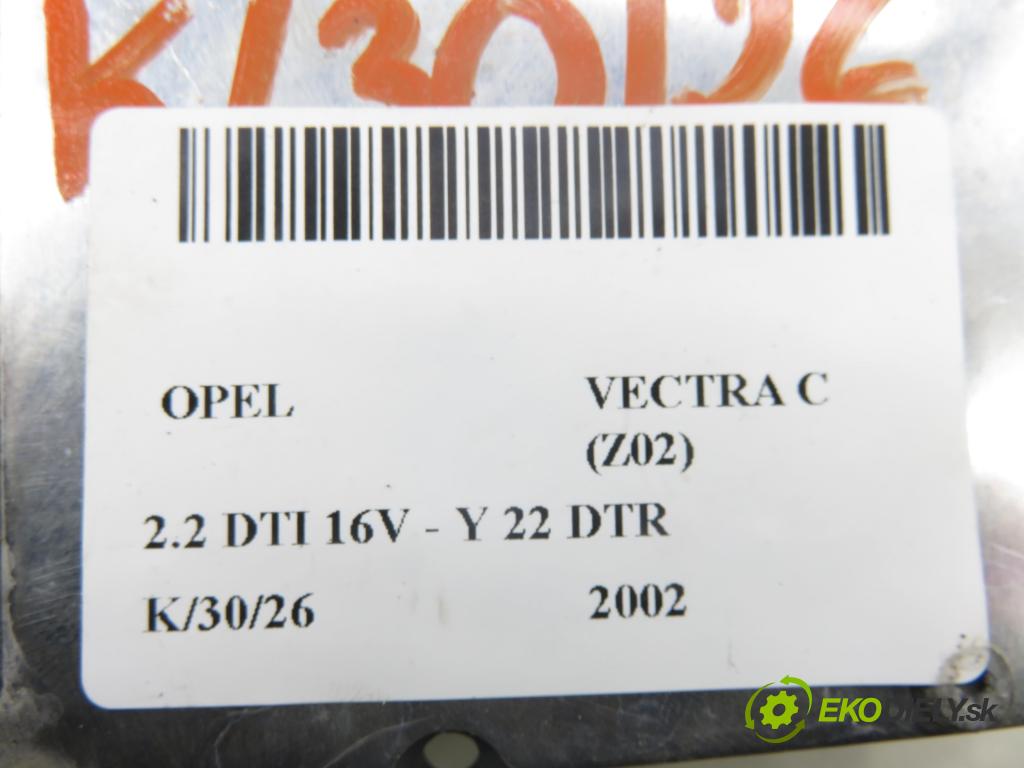 K/30/26
OPEL
VECTRA C
(Z02)
2.2 DTI 16V - Y 22 DTR
K/30/26
2002
EKODIELY.sk